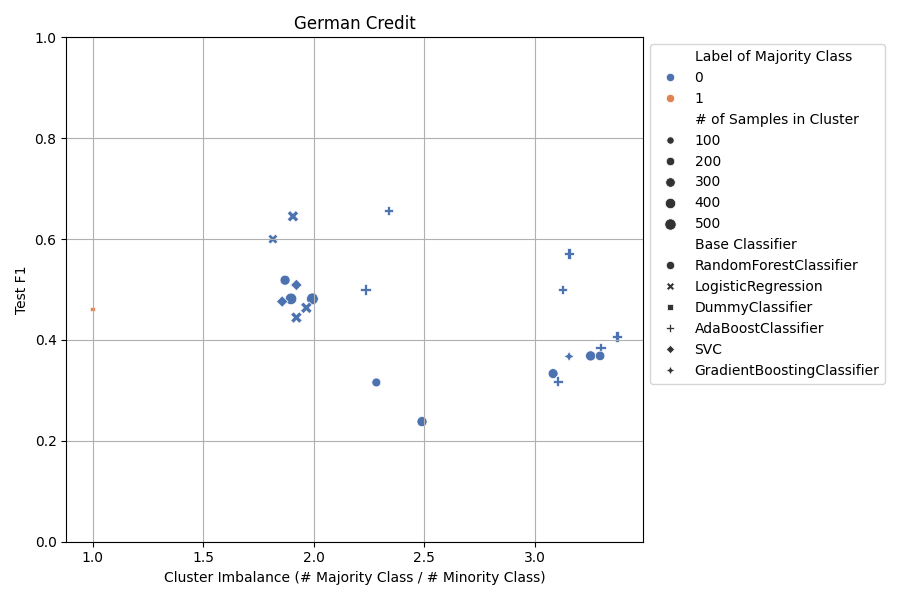 German Credit
1.0
0.8
0.6
0.4
0.2
0.0
Test F1
1.0
1.5
2.0
2.5
3.0
Cluster Imbalance (# Majority Class / # Minority Class)
Label of Majority Class
0
1
# of Samples in Cluster
100
200
300
400
500
Base Classifier
RandomForestClassifier
LogisticRegression
DummyClassifier
AdaBoostClassifier
SVC
GradientBoostingClassifier